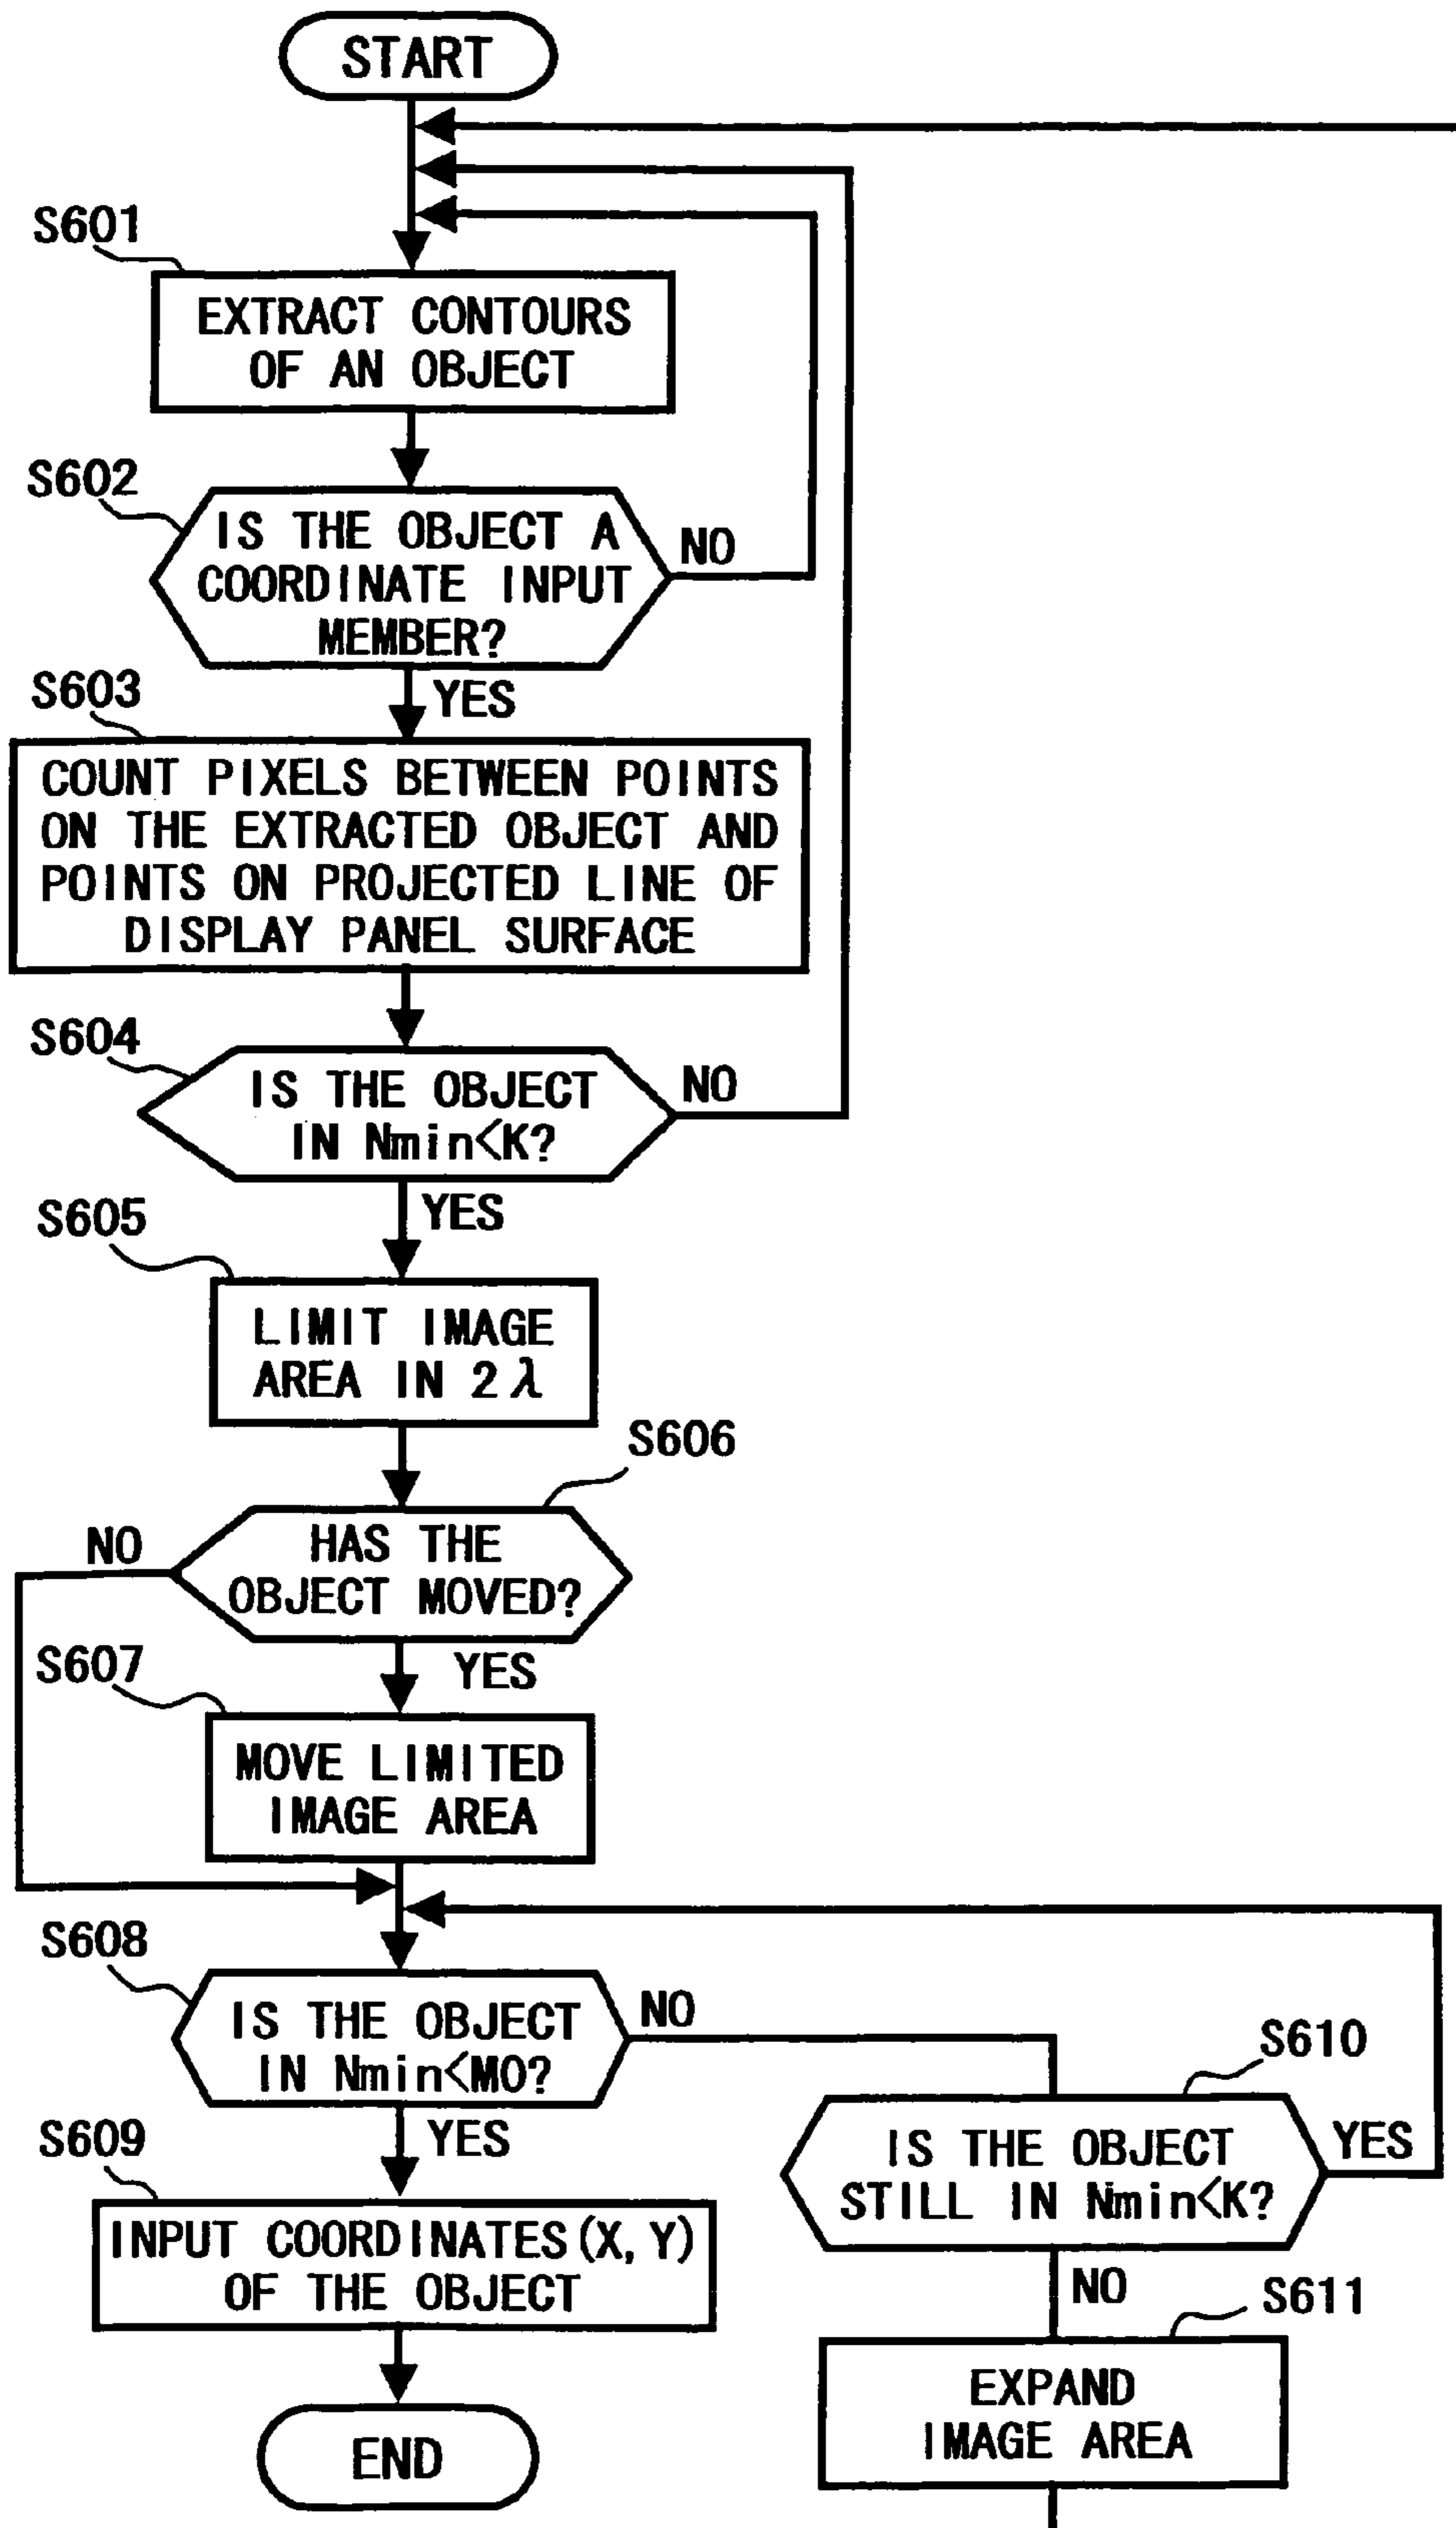 START
S601
EXTRACT CONTOURS
OF AN OBJECT
S602
IS THE OBJECT A
COORDINATE INPUT
MEMBER?
NO
YES
S603
COUNT PIXELS BETWEEN POINTS
ON THE EXTRACTED OBJECT AND
POINTS ON PROJECTED LINE OF
DISPLAY PANEL SURFACE
S604
IS THE OBJECT
IN Nmin<K?
NO
YES
S605
LIMIT IMAGE
AREA IN 2λ
S606
HAS THE
OBJECT MOVED?
NO
YES
S607
MOVE LIMITED
IMAGE AREA
S608
IS THE OBJECT
IN Nmin<MO?
NO
YES
S609
INPUT COORDINATES(X, Y)
OF THE OBJECT
END
S610
IS THE OBJECT
STILL IN Nmin<K?
YES
NO
S611
EXPAND
IMAGE AREA